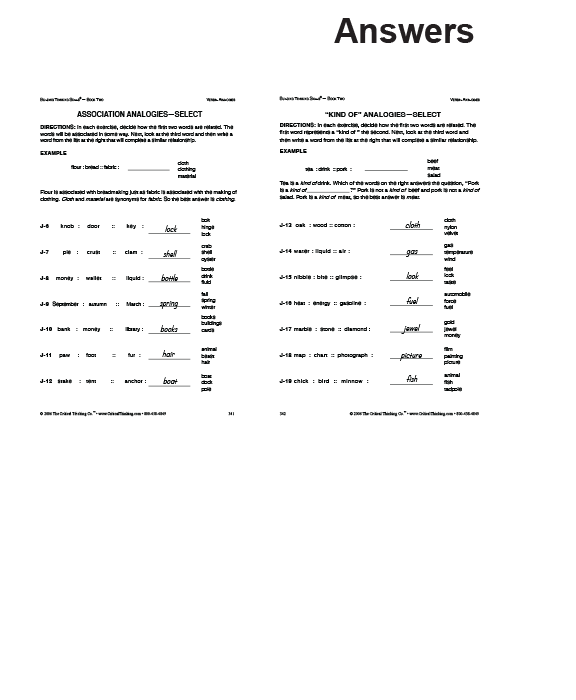 Answers
BUILDING THINKING SKILLS® — BOOK TWO VERBAL ANALOGIES
ASSOCIATION ANALOGIES—SELECT
DIRECTIONS: In each exercise, decide how the first two words are related. The
words will be associated in some way. Next, look at the third word and then write a
word from the list at the right that will complete a similar relationship.
EXAMPLE
flour : bread :: fabric : ________
cloth
clothing
material
Flour is associated with breadmaking just as fabric is associated with the making of
clothing. Cloth and material are synonyms for fabric. So the best answer is clothing.
J-6 knob : door :: key : lock
bolt
hinge
lock
J-7 pie : crust :: clam : shell
crab
shell
oyster
J-8 money : wallet :: liquid : bottle
bottle
drink
fluid
J-9 September : autumn :: March : spring
fall
spring
winter
J-10 bank : money :: library : books
books
buildings
cards
J-11 paw : foot :: fur : hair
animal
beast
hair
J-12 stake : tent :: anchor : boat
boat
dock
pole
© 2006 The Critical Thinking Co.™ • www.CriticalThinking.com • 800-458-4849 341
BUILDING THINKING SKILLS® — BOOK TWO VERBAL ANALOGIES
"KIND OF" ANALOGIES—SELECT
DIRECTIONS: In each exercise, decide how the first two words are related. The
first word represents a "kind of" the second. Next, look at the third word and
then write a word from the list at the right that will complete a similar relationship.
EXAMPLE
tea : drink :: pork : ________
beef
meat
salad
Tea is a kind of drink. Which of the words on the right answers the question, "Pork
is a kind of ________?" Pork is not a kind of beef and pork is not a kind of
salad. Pork is a kind of meat, so the best answer is meat.
J-13 oak : wood :: cotton : cloth
cloth
nylon
velvet
J-14 water : liquid :: air : gas
gas
temperature
wind
J-15 nibble : bite :: glimpse : look
feel
look
taste
J-16 heat : energy :: gasoline : fuel
automobile
force
fuel
J-17 marble : stone :: diamond : jewel
gold
jewel
money
J-18 map : chart :: photograph : picture
film
painting
picture
J-19 chick : bird :: minnow : fish
animal
fish
tadpole
342 © 2006 The Critical Thinking Co.™ • www.CriticalThinking.com • 800-458-4849